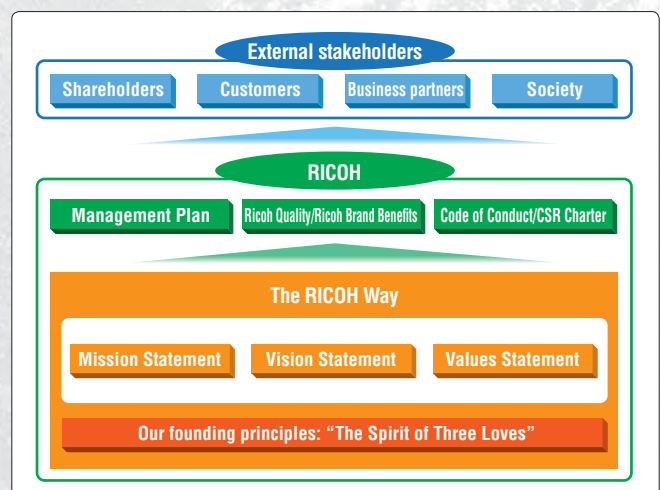 External stakeholders
Shareholders
Customers
Business partners
Society
RICOH
Management Plan
Ricoh Quality/Ricoh Brand Benefits
Code of Conduct/CSR Charter
The RICOH Way
Mission Statement
Vision Statement
Values Statement
Our founding principles: “The Spirit of Three Loves”